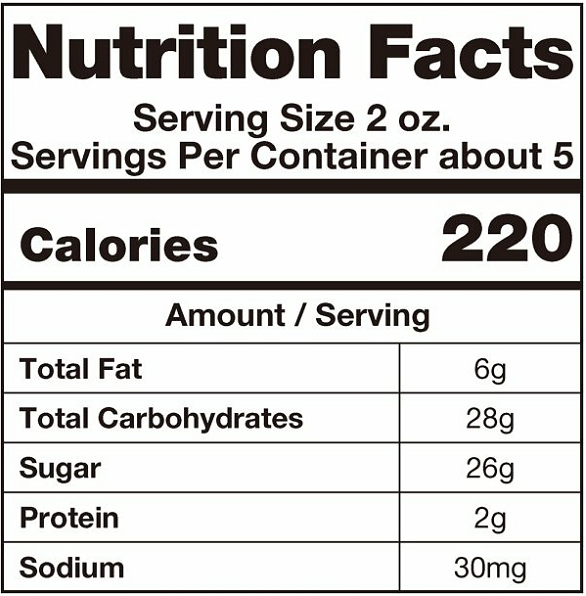 Nutrition Facts
Serving Size 2 oz.
Servings Per Container about 5
Calories 220
Amount / Serving
Total Fat 6g
Total Carbohydrates 28g
Sugar 26g
Protein 2g
Sodium 30mg